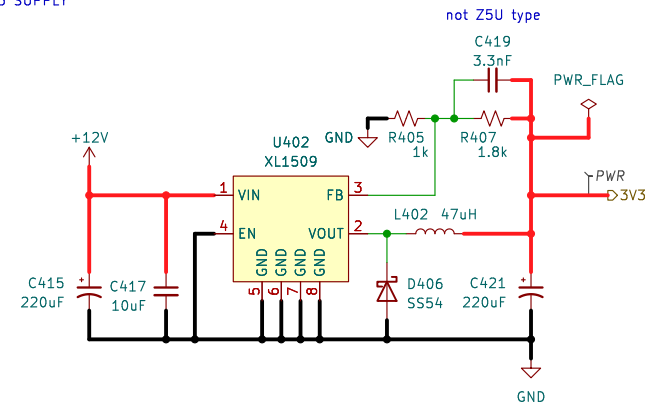 SUPPLY
not Z5U type
C419
3.3nF
PWR_FLAG
+12V
GND
R405
1k
R407
1.8k
U402
XL1509
PWR
3V3
1
VIN
FB
3
4
EN
VOUT
2
L402 47uH
GND
GND
GND
GND
5
6
7
8
C415
220uF
C417
10uF
D406
SS54
C421
220uF
GND